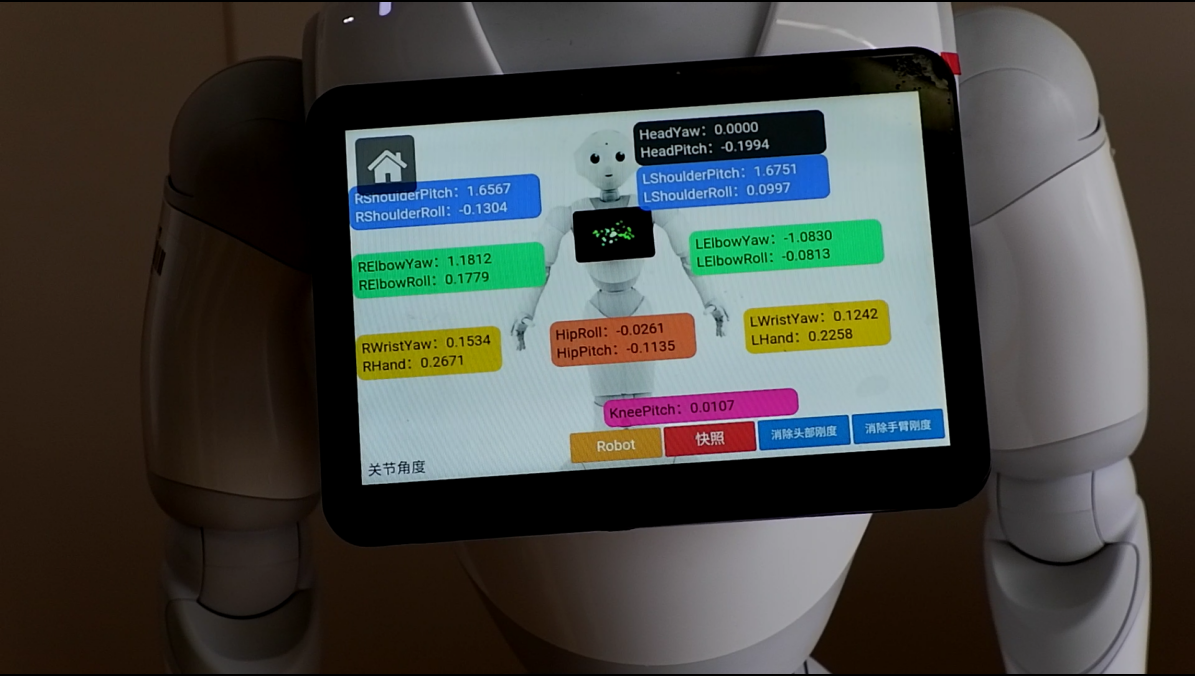 HeadYaw: 0.0000
HeadPitch: -0.1994
RShoulderPitch: 1.6567
RShoulderRoll: -0.1304
LShoulderPitch: 1.6751
LShoulderRoll: 0.0997
RElbowYaw: 1.1812
RElbowRoll: 0.1779
LElbowYaw: -1.0830
LElbowRoll: -0.0813
RWristYaw: 0.1534
RHand: 0.2671
HipRoll: -0.0261
HipPitch: -0.1135
LWristYaw: 0.1242
LHand: 0.2258
KneePitch: 0.0107
Robot
快照
消除头部刚度
消除手臂刚度
关节角度